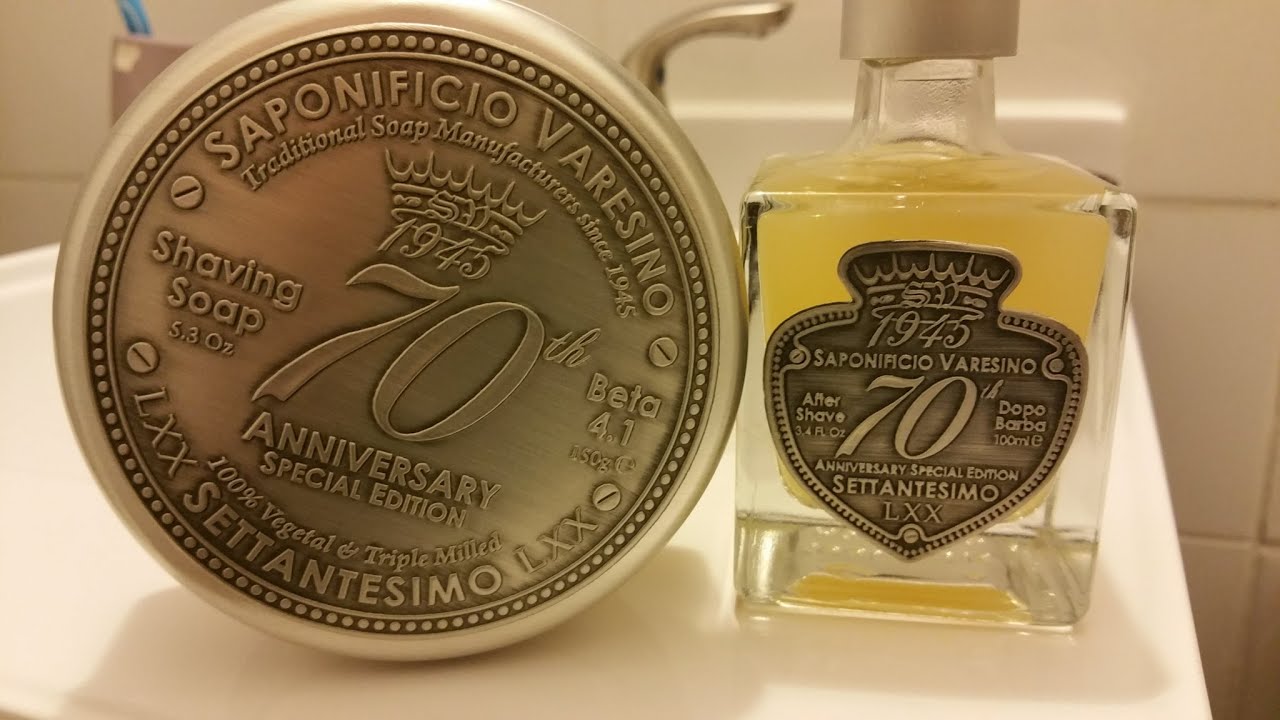 SAPONIFICIO VARESINO
Traditional Soap Manufacturers since 1945
SV
1945
Shaving
Soap
5.3 Oz
70th
Beta
4.1
150g e
ANNIVERSARY
SPECIAL EDITION
100% Vegetal & Triple Milled
LXX SETTANTESIMO LXX
SV
1945
SAPONIFICIO VARESINO
70th
After
Shave
3.4 FL Oz
Dopo
Barba
100ml e
ANNIVERSARY SPECIAL EDITION
SETTANTESIMO
LXX